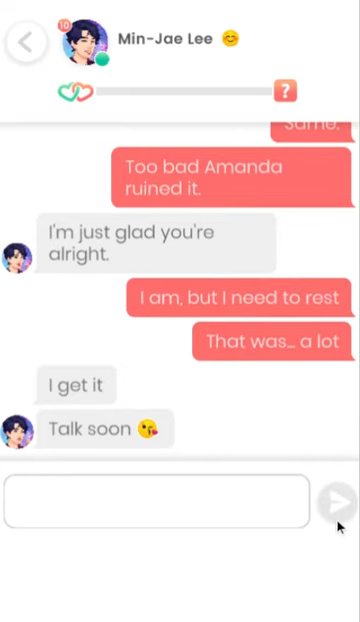 10
Min-Jae Lee 😊
?
Same.
Too bad Amanda
ruined it.
I'm just glad you're
alright.
I am, but I need to rest
That was... a lot
I get it
Talk soon 😘